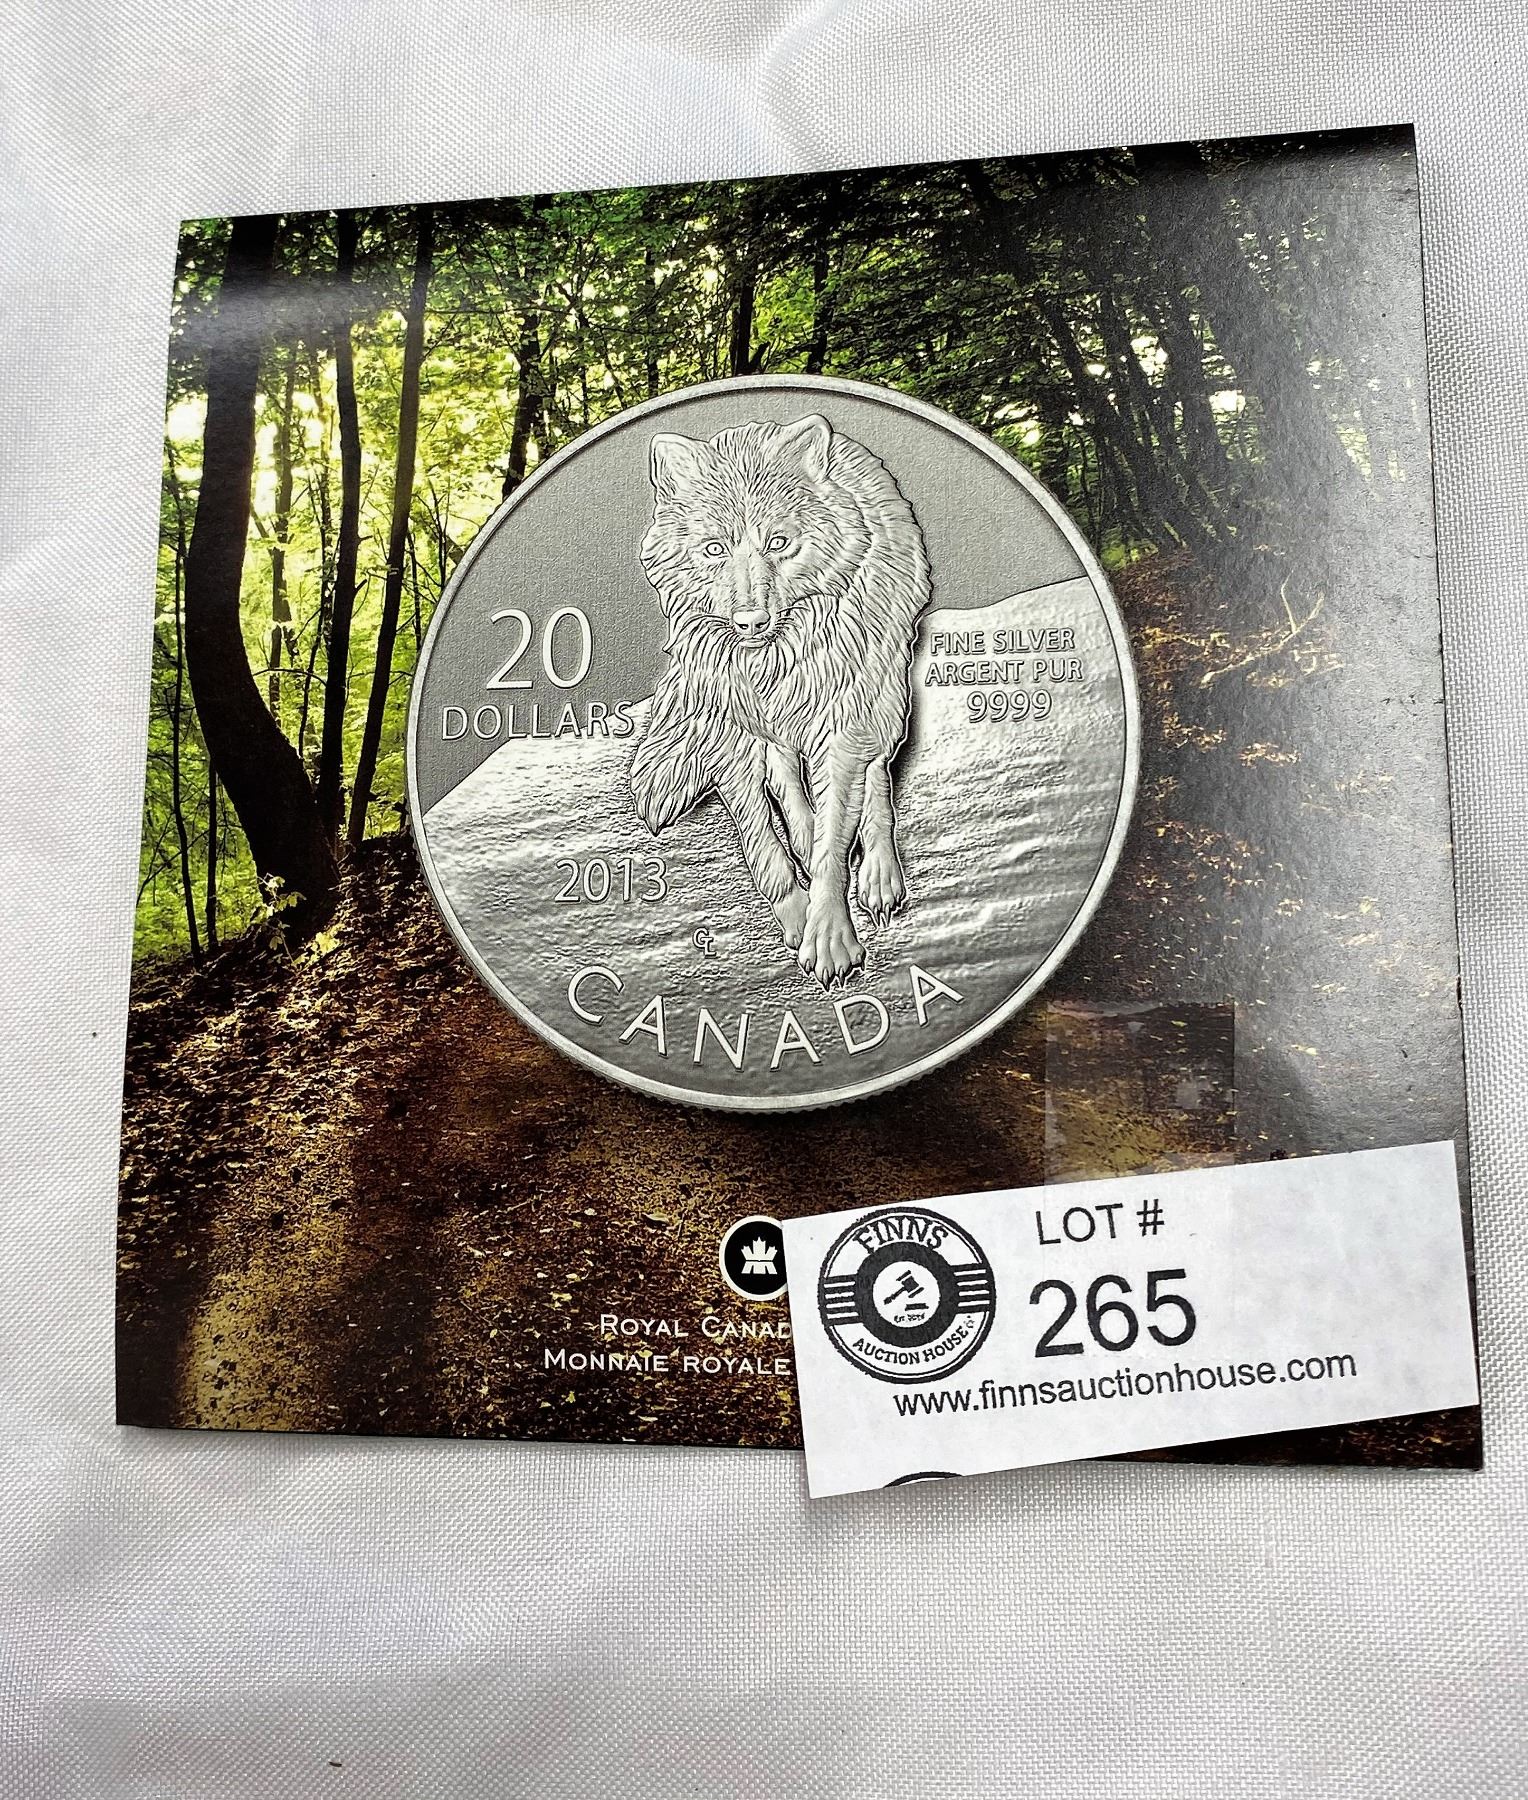 20
DOLLARS
FINE SILVER
ARGENT PUR
9999
2013
GL
CANADA
ROYAL CANAD
MONNAIE ROYALE
FINNS
AUCTION HOUSE
LOT #
265
www.finnsauctionhouse.com